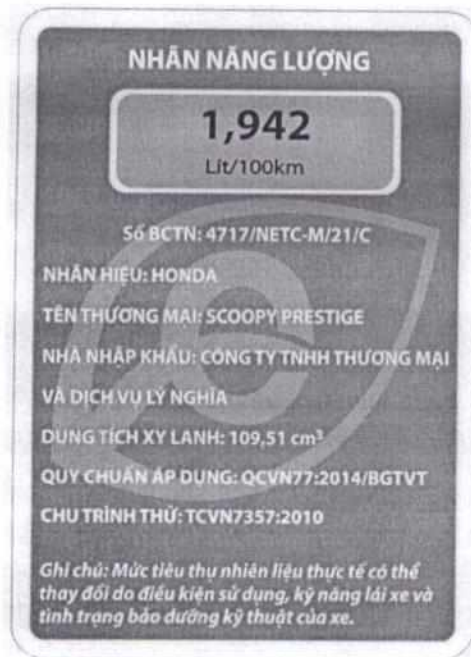 NHÃN NĂNG LƯỢNG
1,942
Lít/100km
Số BCTN: 4717/NETC-M/21/C
NHÃN HIỆU: HONDA
TÊN THƯƠNG MẠI: SCOOPY PRESTIGE
NHÀ NHẬP KHẨU: CÔNG TY TNHH THƯƠNG MẠI
VÀ DỊCH VỤ LÝ NGHĨA
DUNG TÍCH XY LANH: 109,51 cm³
QUY CHUẨN ÁP DỤNG: QCVN77:2014/BGTVT
CHU TRÌNH THỬ: TCVN7357:2010
Ghi chú: Mức tiêu thụ nhiên liệu thực tế có thể
thay đổi do điều kiện sử dụng, kỹ năng lái xe và
tình trạng bảo dưỡng kỹ thuật của xe.